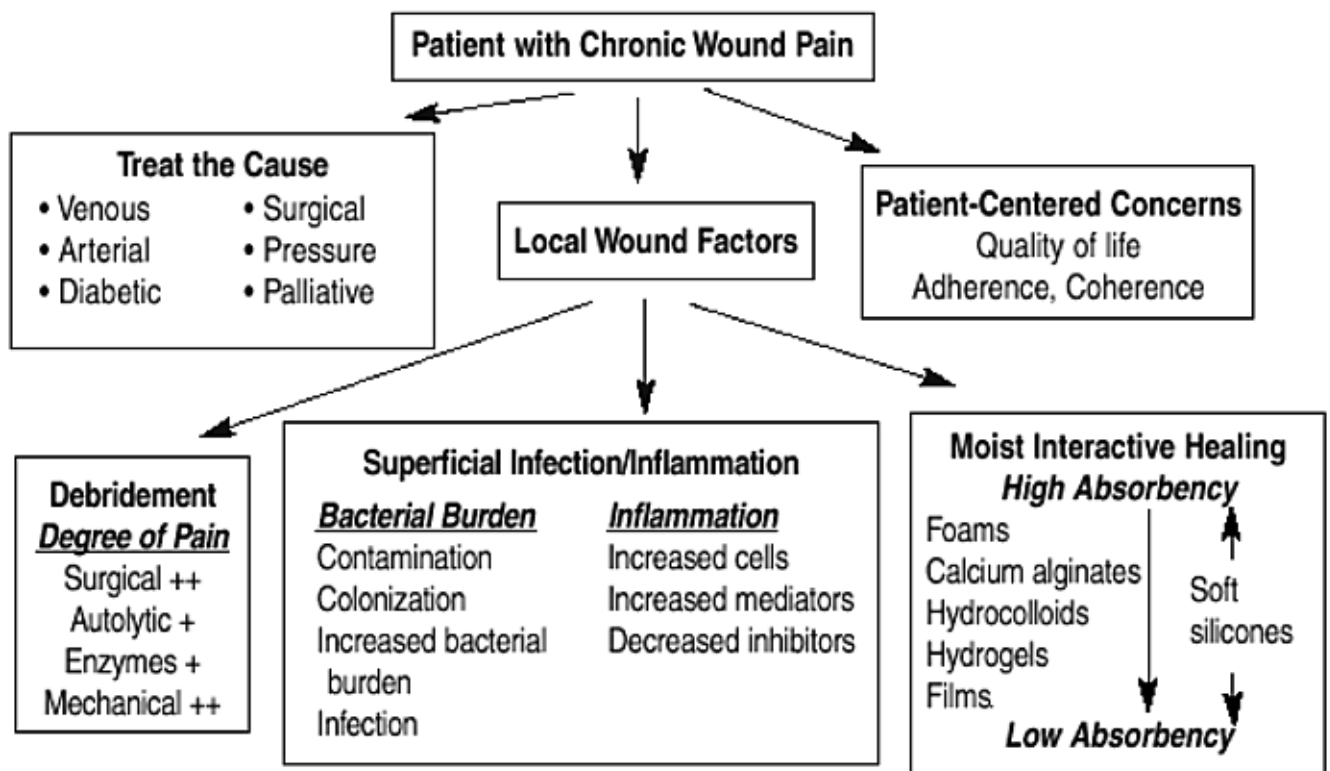 Patient with Chronic Wound Pain
Treat the Cause
• Venous
• Arterial
• Diabetic
• Surgical
• Pressure
• Palliative
Local Wound Factors
Patient-Centered Concerns
Quality of life
Adherence, Coherence
Debridement
Degree of Pain
Surgical ++
Autolytic +
Enzymes +
Mechanical ++
Superficial Infection/Inflammation
Bacterial Burden
Contamination
Colonization
Increased bacterial
burden
Infection
Inflammation
Increased cells
Increased mediators
Decreased inhibitors
Moist Interactive Healing
High Absorbency
Foams
Calcium alginates
Hydrocolloids
Hydrogels
Films
Soft
silicones
Low Absorbency